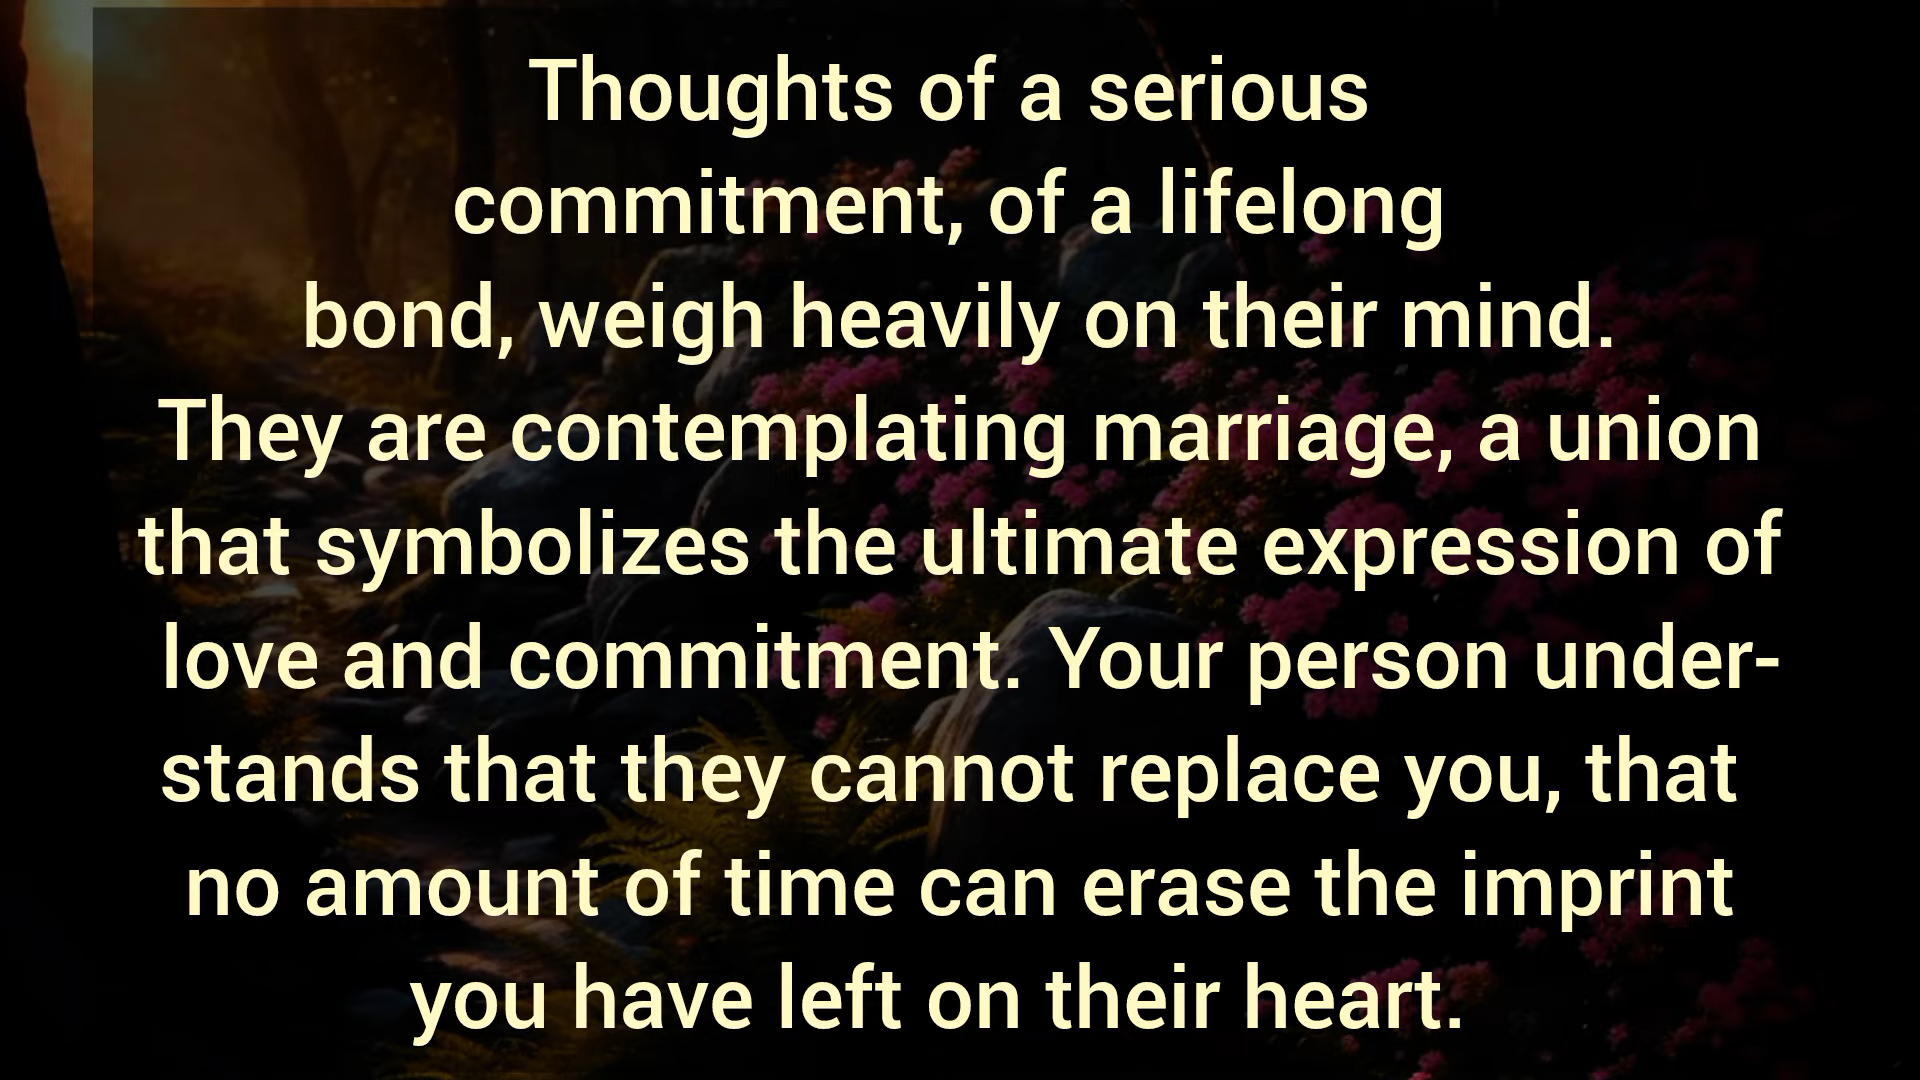 Thoughts of a serious
commitment, of a lifelong
bond, weigh heavily on their mind.
They are contemplating marriage, a union
that symbolizes the ultimate expression of
love and commitment. Your person under-
stands that they cannot replace you, that
no amount of time can erase the imprint
you have left on their heart.